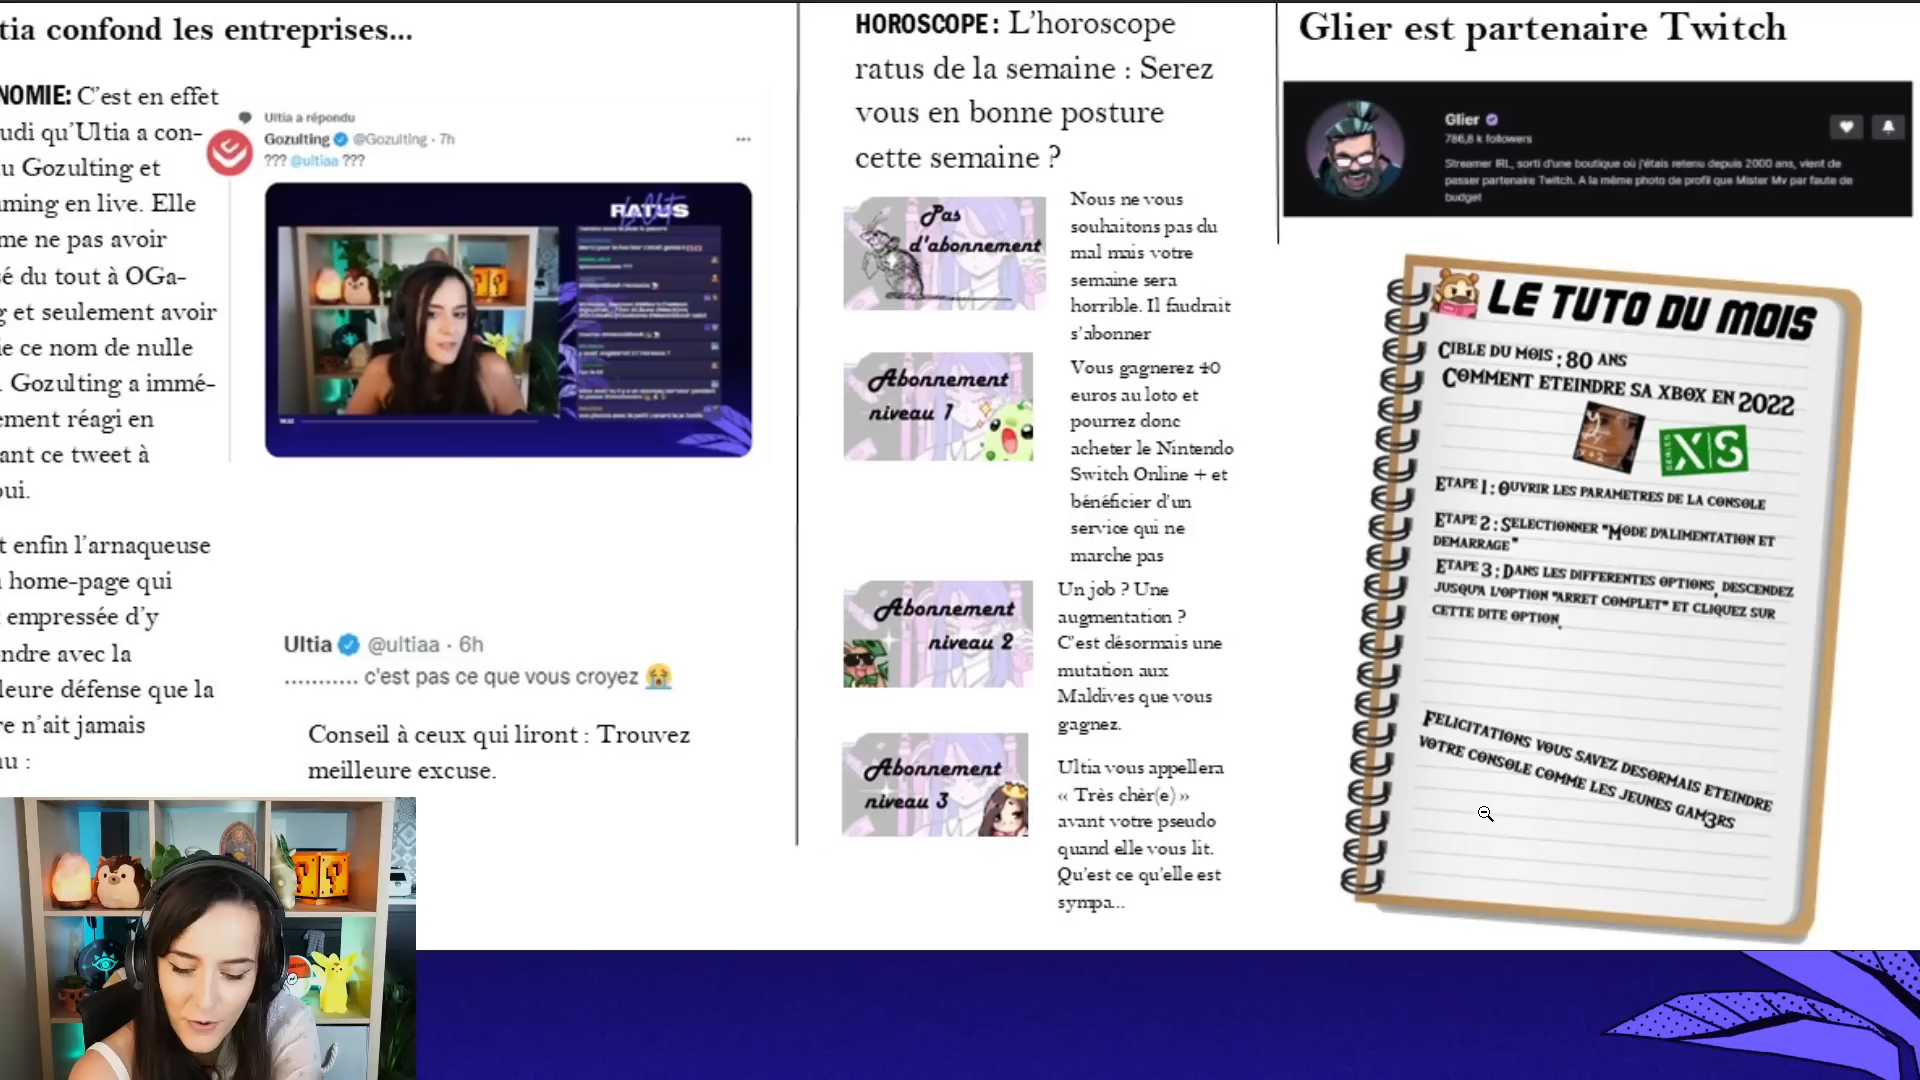 tia confond les entreprises...
NOMIE: C'est en effet
udi qu'Ultia a con-
u Gozulting et
ming en live. Elle
me ne pas avoir
sé du tout à OGa-
g et seulement avoir
ie ce nom de nulle
. Gozulting a immé-
ement réagi en
ant ce tweet à
oui.
t enfin l'arnaqueuse
home-page qui
t empressée d'y
ndre avec la
leure défense que la
re n'ait jamais
nu :
Ultia a répondu
Gozulting @Gozulting · 7h
??? @ultiaa ???
RATUS
Ultia @ultiaa · 6h
........... c'est pas ce que vous croyez 😭
Conseil à ceux qui liront : Trouvez
meilleure excuse.
HOROSCOPE : L'horoscope
ratus de la semaine : Serez
vous en bonne posture
cette semaine ?
Pas
d'abonnement
Nous ne vous
souhaitons pas du
mal mais votre
semaine sera
horrible. Il faudrait
s'abonner
Abonnement
niveau 1
Vous gagnerez 40
euros au loto et
pourrez donc
acheter le Nintendo
Switch Online + et
bénéficier d'un
service qui ne
marche pas
Abonnement
niveau 2
Un job ? Une
augmentation ?
C'est désormais une
mutation aux
Maldives que vous
gagnez.
Abonnement
niveau 3
Ultia vous appellera
« Très chèr(e) »
avant votre pseudo
quand elle vous lit.
Qu'est ce qu'elle est
sympa...
Glier est partenaire Twitch
Glier
786,8 k followers
Streamer IRL, sorti d'une boutique où j'étais retenu depuis 2000 ans, vient de
passer partenaire Twitch. A la même photo de profil que Mister Mv par faute de
budget
LE TUTO DU MOIS
CIBLE DU MOIS : 80 ANS
COMMENT ETEINDRE SA XBOX EN 2022
SERIES X|S
ETAPE 1 : OUVRIR LES PARAMETRES DE LA CONSOLE
ETAPE 2 : SELECTIONNER "MODE D'ALIMENTATION ET
DEMARRAGE"
ETAPE 3 : DANS LES DIFFERENTES OPTIONS, DESCENDEZ
JUSQU'A L'OPTION "ARRET COMPLET" ET CLIQUEZ SUR
CETTE DITE OPTION.
FELICITATIONS VOUS SAVEZ DESORMAIS ETEINDRE
VOTRE CONSOLE COMME LES JEUNES GAM3RS